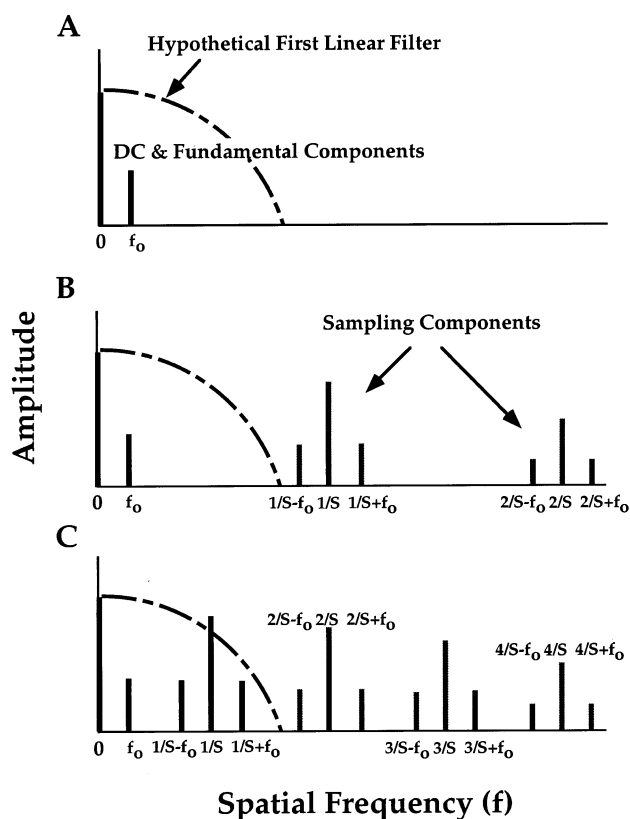 A
Hypothetical First Linear Filter
DC & Fundamental Components
0 fo
B
Sampling Components
Amplitude
0 fo 1/S-fo 1/S 1/S+fo 2/S-fo 2/S 2/S+fo
C
2/S-fo 2/S 2/S+fo
4/S-fo 4/S 4/S+fo
0 fo 1/S-fo 1/S 1/S+fo 3/S-fo 3/S 3/S+fo
Spatial Frequency (f)